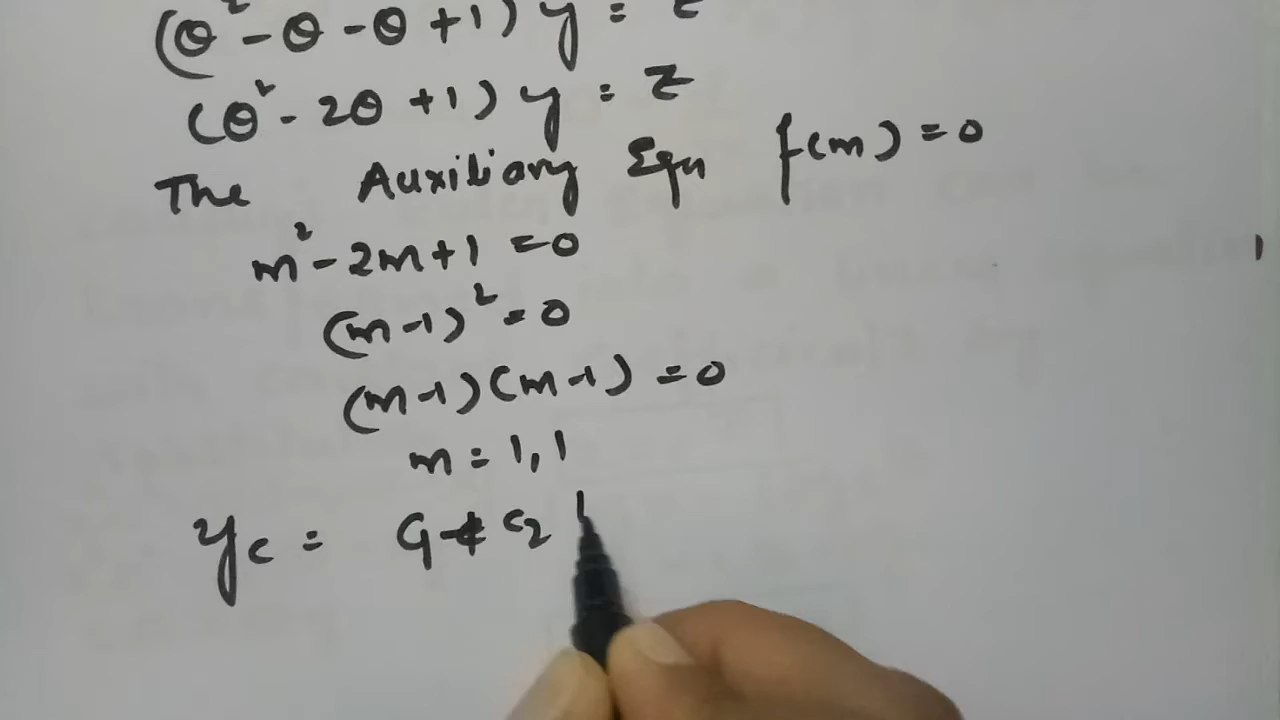 (θ² - θ - θ + 1) y = z
(θ² - 2θ + 1) y = z
The Auxiliary Eqn f(m) = 0
m² - 2m + 1 = 0
(m - 1)² = 0
(m - 1)(m - 1) = 0
m = 1, 1
yc = C1 + C2